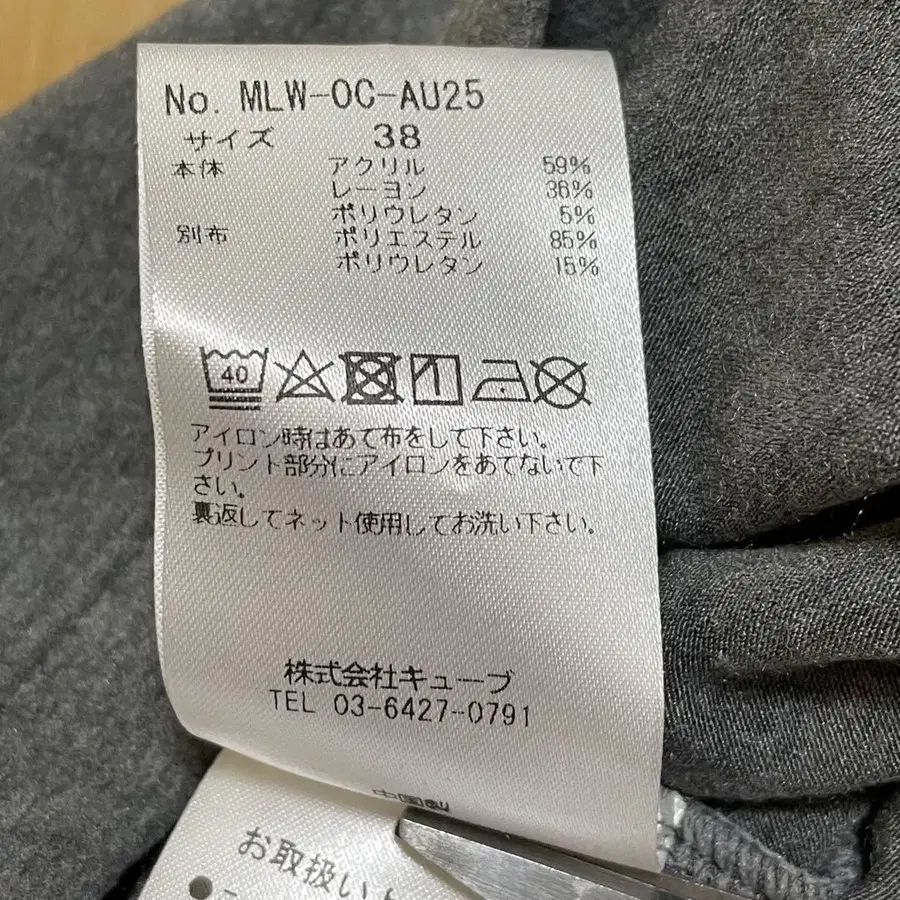 No. MLW-OC-AU25
サイズ 38
本体 アクリル 59%
レーヨン 36%
ポリウレタン 5%
別布 ポリエステル 85%
ポリウレタン 15%
40
アイロン時はあて布をして下さい。
プリント部分にアイロンをあてないで下
さい。
裏返してネット使用してお洗い下さい。
株式会社キューブ
TEL 03-6427-0791
中国製
お取扱い